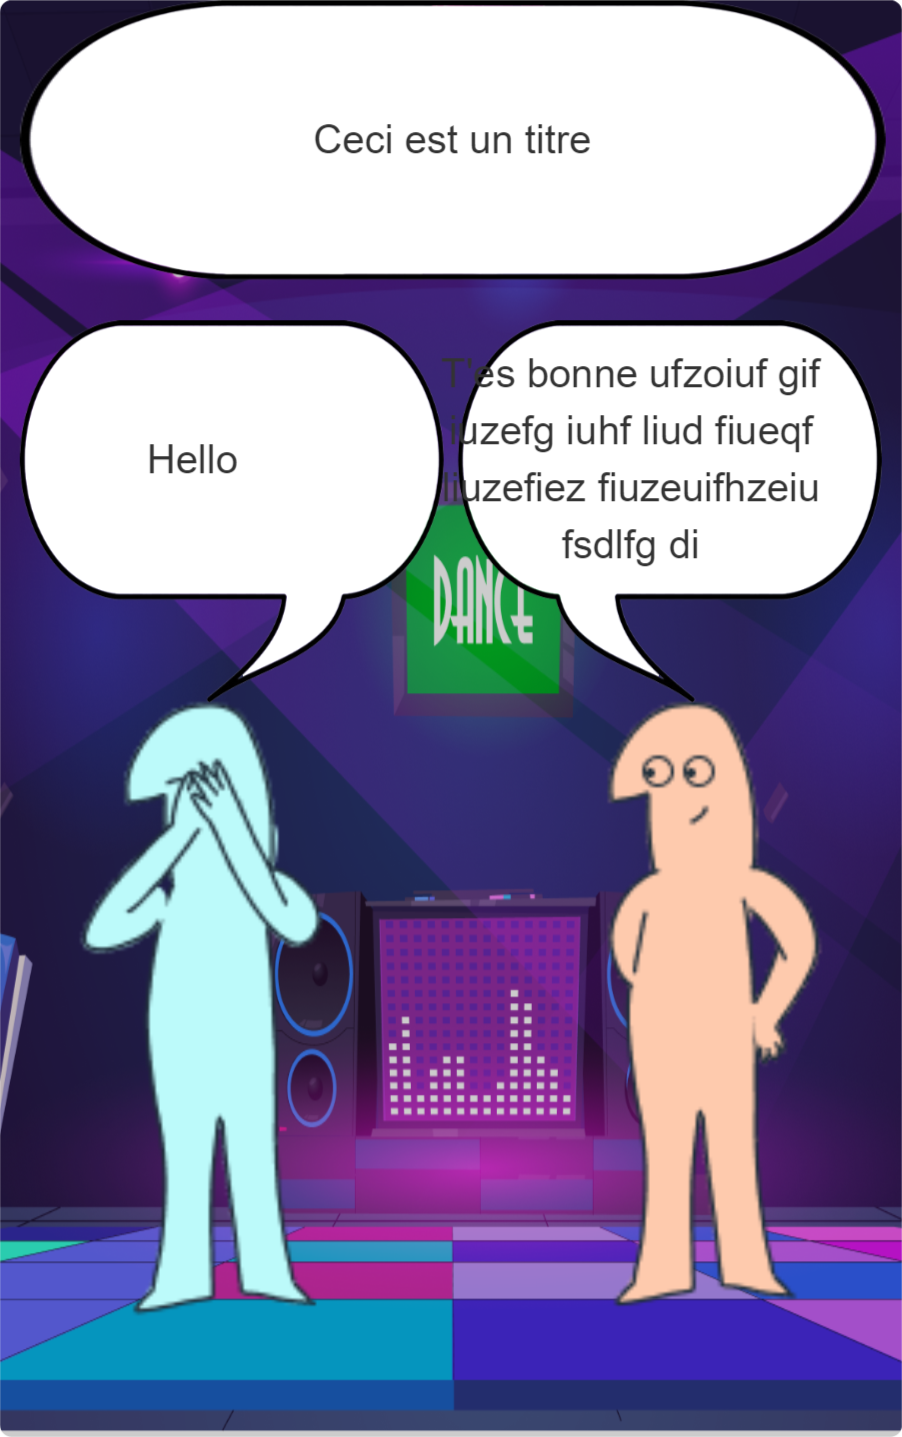 Ceci est un titre
Hello
T'es bonne ufzoiuf gif
iuzefg iuhf liud fiueqf
liuzefiez fiuzeuifhzeiu
fsdlfg di
DANCE